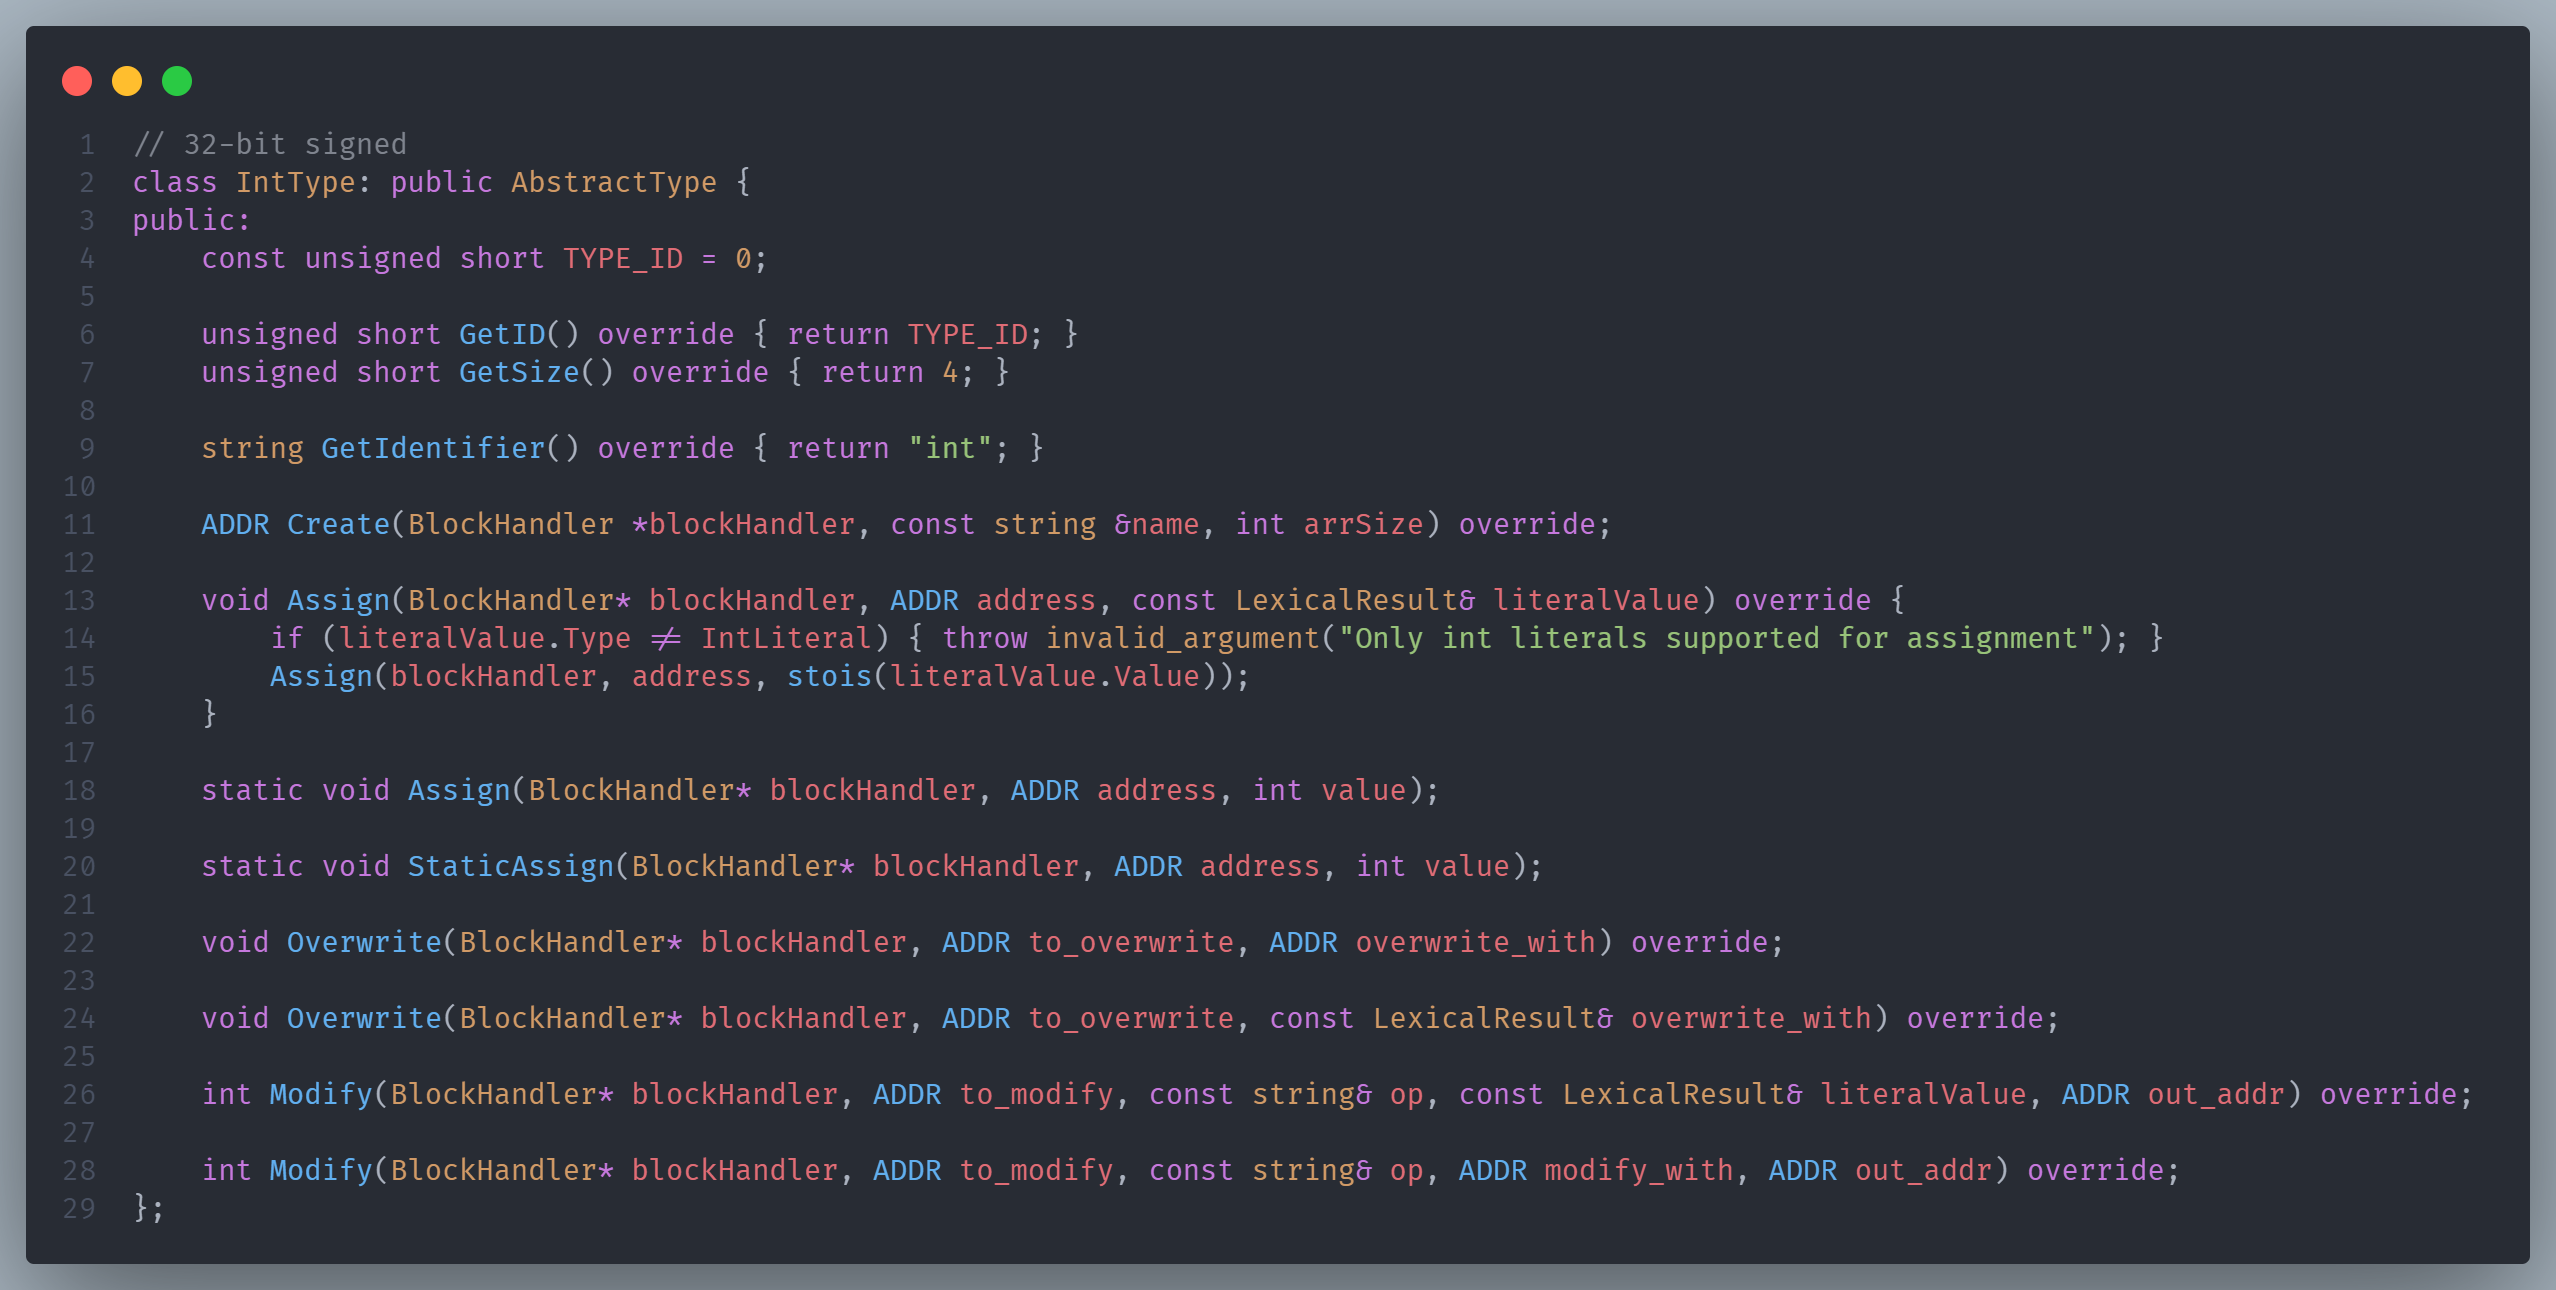 1 // 32-bit signed
2 class IntType: public AbstractType {
3 public:
4     const unsigned short TYPE_ID = 0;
5
6     unsigned short GetID() override { return TYPE_ID; }
7     unsigned short GetSize() override { return 4; }
8
9     string GetIdentifier() override { return "int"; }
10
11     ADDR Create(BlockHandler *blockHandler, const string &name, int arrSize) override;
12
13     void Assign(BlockHandler* blockHandler, ADDR address, const LexicalResult& literalValue) override {
14         if (literalValue.Type != IntLiteral) { throw invalid_argument("Only int literals supported for assignment"); }
15         Assign(blockHandler, address, stois(literalValue.Value));
16     }
17
18     static void Assign(BlockHandler* blockHandler, ADDR address, int value);
19
20     static void StaticAssign(BlockHandler* blockHandler, ADDR address, int value);
21
22     void Overwrite(BlockHandler* blockHandler, ADDR to_overwrite, ADDR overwrite_with) override;
23
24     void Overwrite(BlockHandler* blockHandler, ADDR to_overwrite, const LexicalResult& overwrite_with) override;
25
26     int Modify(BlockHandler* blockHandler, ADDR to_modify, const string& op, const LexicalResult& literalValue, ADDR out_addr) override;
27
28     int Modify(BlockHandler* blockHandler, ADDR to_modify, const string& op, ADDR modify_with, ADDR out_addr) override;
29 };